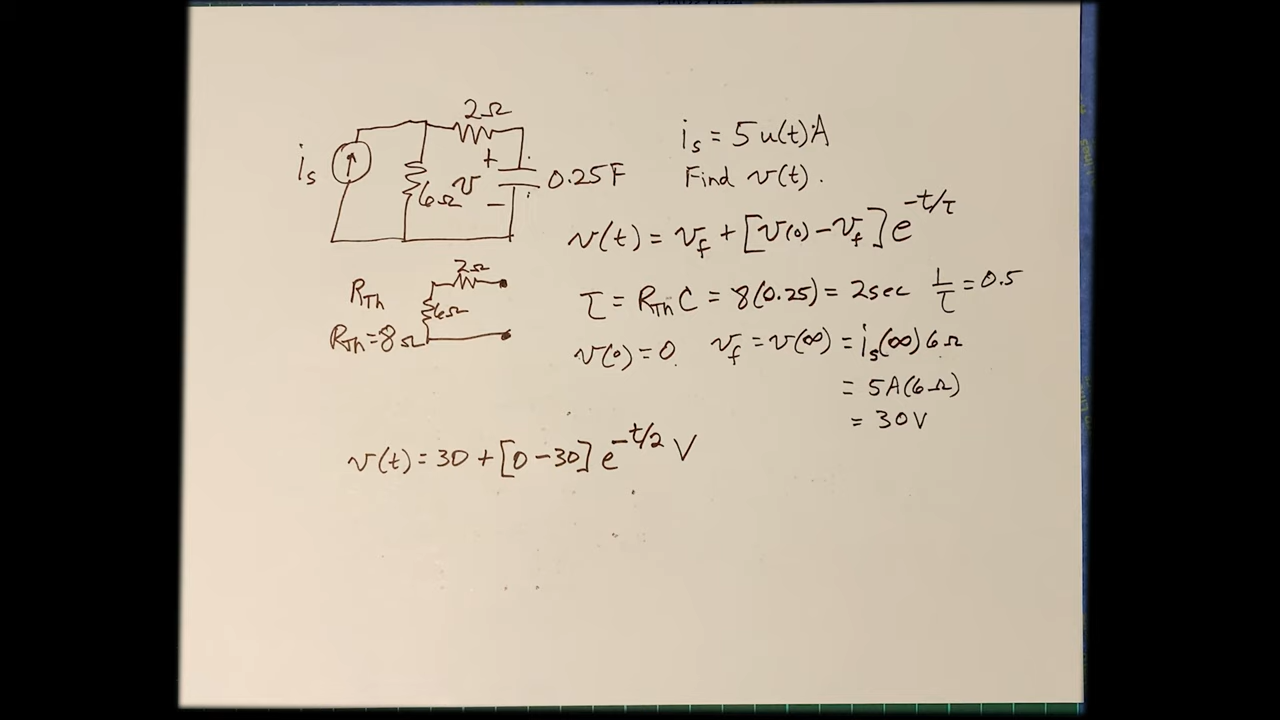 2Ω
i_s
6Ω
v
+
−
0.25F
i_s = 5u(t)A
Find v(t).
v(t) = v_f + [v(0) − v_f] e^{−t/τ}
2Ω
R_Th
6Ω
R_Th = 8Ω
τ = R_Th C = 8(0.25) = 2sec 1/τ = 0.5
v(0) = 0 v_f = v(∞) = i_s(∞)6Ω
= 5A(6Ω)
= 30V
v(t) = 30 + [0 − 30] e^{−t/2} V